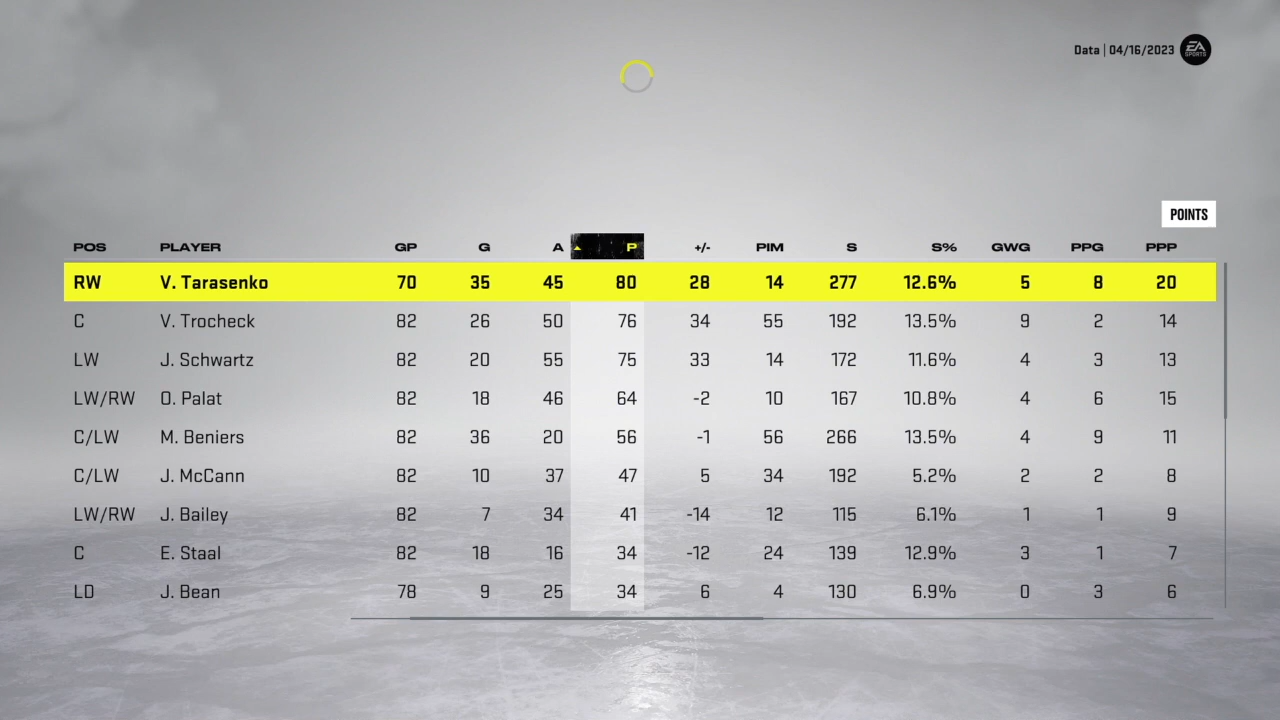 Data | 04/16/2023 EA SPORTS
POINTS
POS PLAYER GP G A P +/- PIM S S% GWG PPG PPP
RW V. Tarasenko 70 35 45 80 28 14 277 12.6% 5 8 20
C V. Trocheck 82 26 50 76 34 55 192 13.5% 9 2 14
LW J. Schwartz 82 20 55 75 33 14 172 11.6% 4 3 13
LW/RW O. Palat 82 18 46 64 -2 10 167 10.8% 4 6 15
C/LW M. Beniers 82 36 20 56 -1 56 266 13.5% 4 9 11
C/LW J. McCann 82 10 37 47 5 34 192 5.2% 2 2 8
LW/RW J. Bailey 82 7 34 41 -14 12 115 6.1% 1 1 9
C E. Staal 82 18 16 34 -12 24 139 12.9% 3 1 7
LD J. Bean 78 9 25 34 6 4 130 6.9% 0 3 6